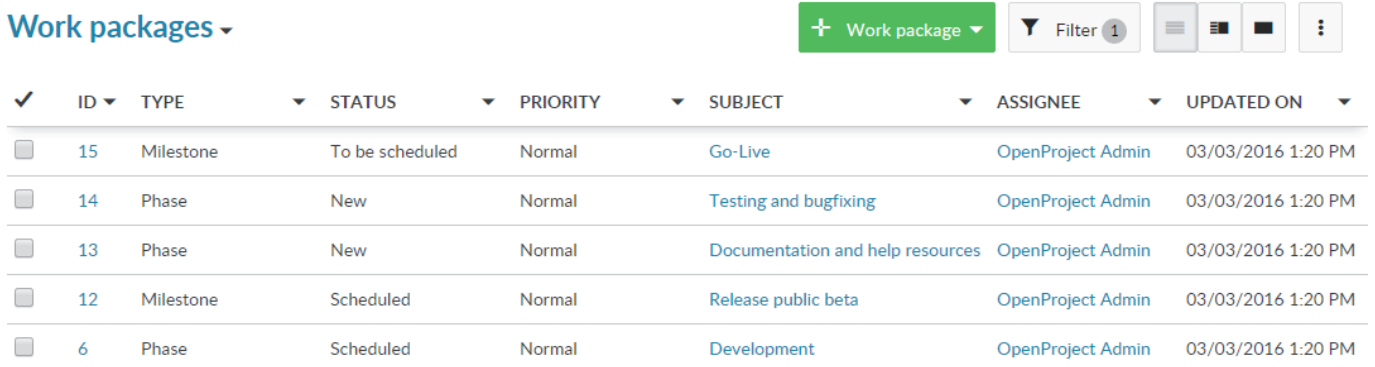 Work packages
Work package Filter 1
ID TYPE STATUS PRIORITY SUBJECT ASSIGNEE UPDATED ON
15 Milestone To be scheduled Normal Go-Live OpenProject Admin 03/03/2016 1:20 PM
14 Phase New Normal Testing and bugfixing OpenProject Admin 03/03/2016 1:20 PM
13 Phase New Normal Documentation and help resources OpenProject Admin 03/03/2016 1:20 PM
12 Milestone Scheduled Normal Release public beta OpenProject Admin 03/03/2016 1:20 PM
6 Phase Scheduled Normal Development OpenProject Admin 03/03/2016 1:20 PM